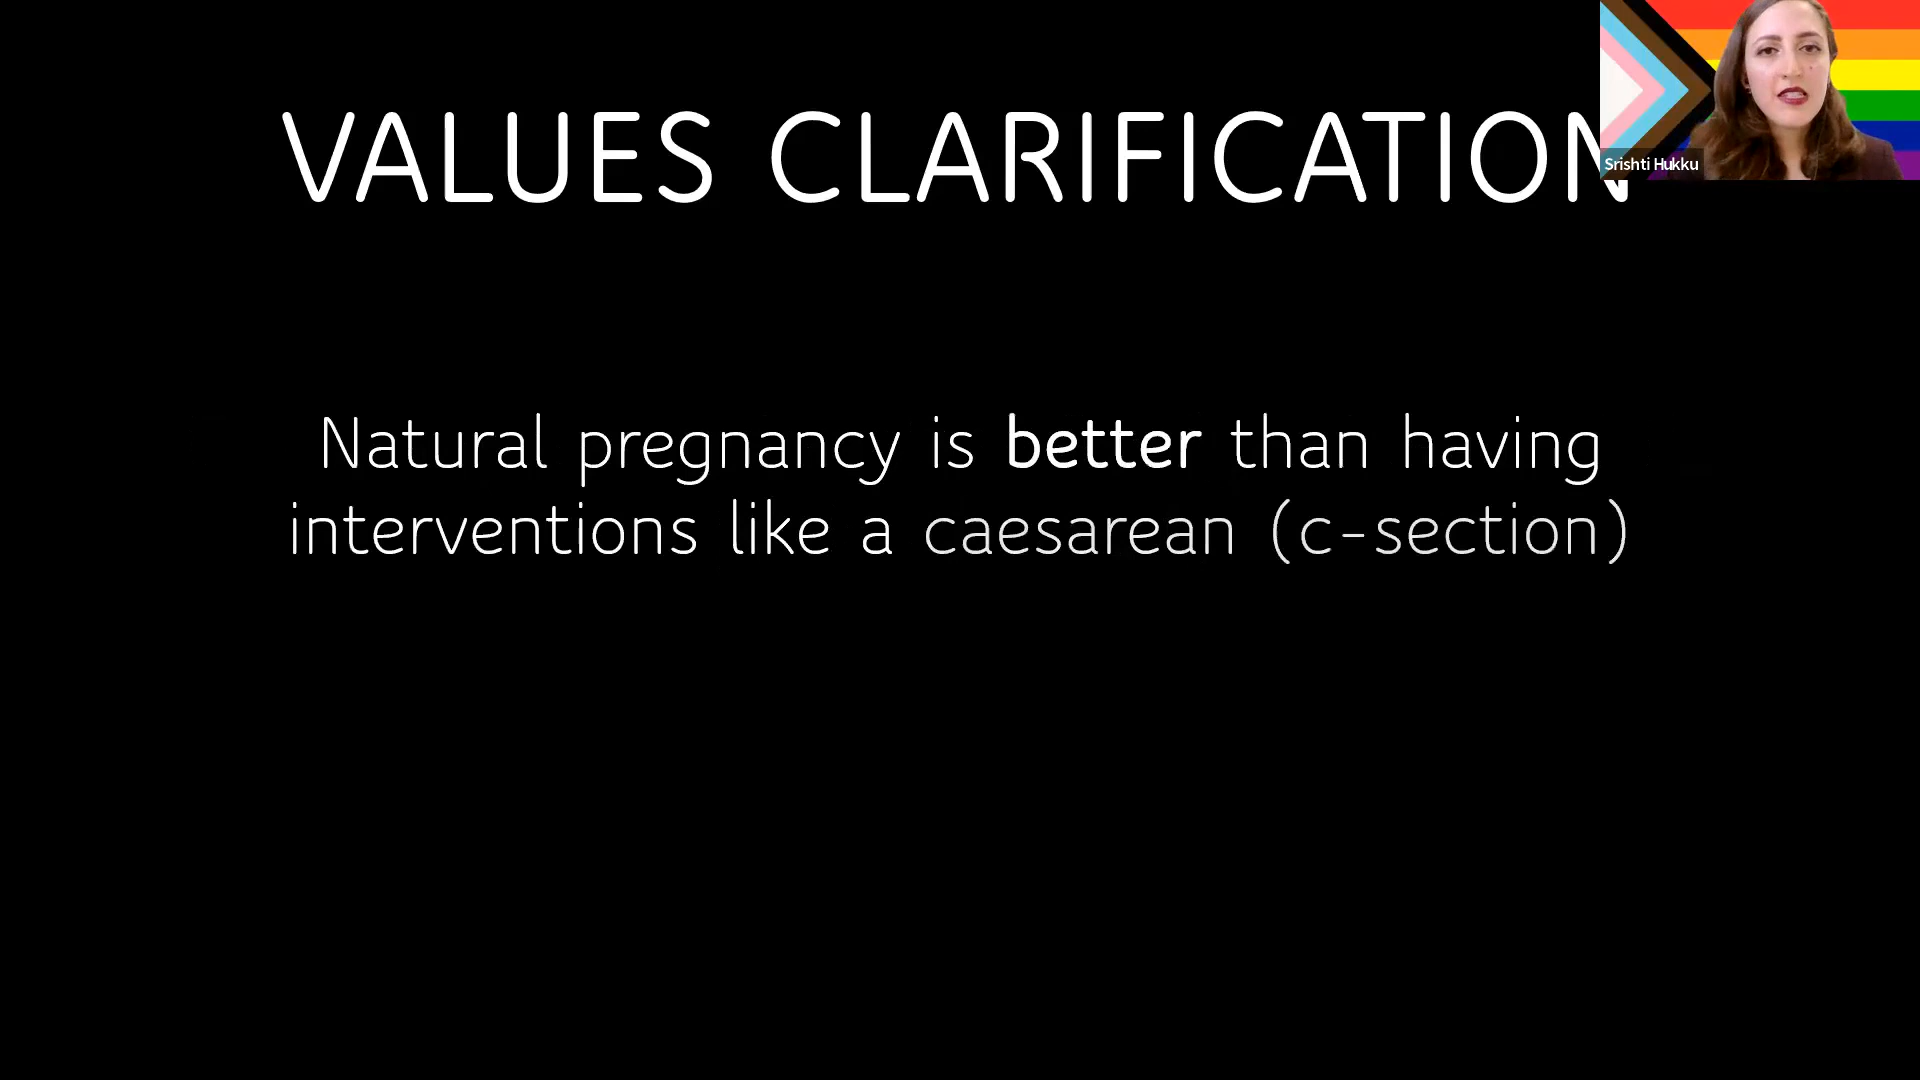 VALUES CLARIFICATION
Srishti Hukku
Natural pregnancy is better than having
interventions like a caesarean (c-section)